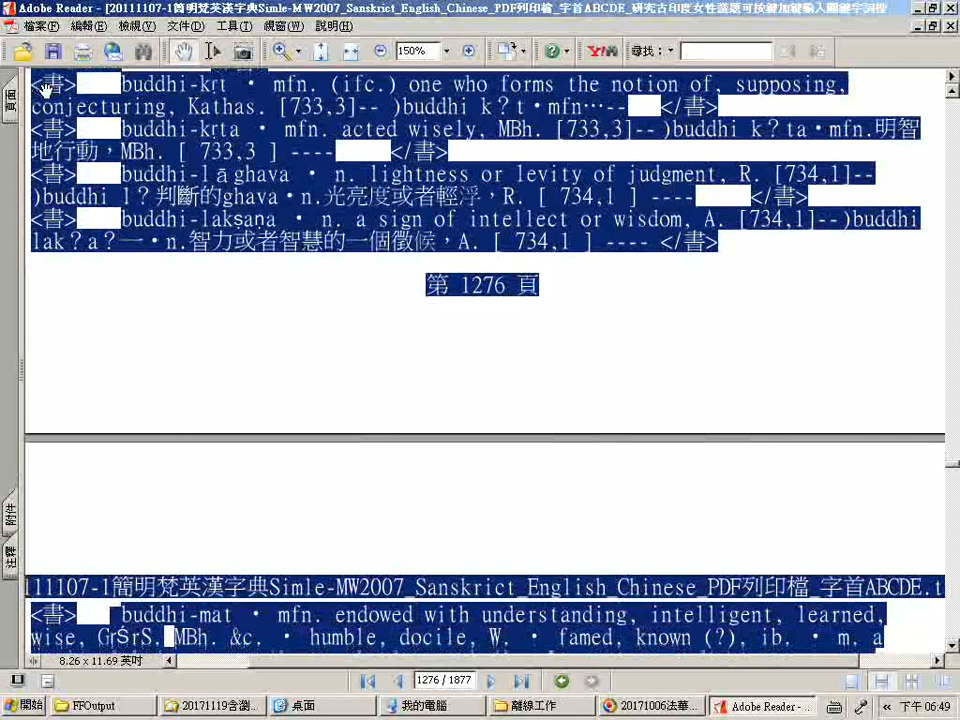 Adobe Reader - [20111107-1簡明梵英漢字典Simle-MW2007_Sanskrict_English_Chinese_PDF列印檔_字首ABCDE_研究古印度女性議題可按鍵加鍵輸入關鍵字詞搜
檔案(F) 編輯(E) 檢視(V) 文件(D) 工具(T) 視窗(W) 說明(H)
150% Y! 尋找:
頁面
<書> buddhi-kṛt • mfn. (ifc.) one who forms the notion of, supposing,
conjecturing, Kathas. [733,3]-- )buddhi k?t•mfn…-- </書>
<書> buddhi-kṛta • mfn. acted wisely, MBh. [733,3]--)buddhi k?ta•mfn.明智
地行動，MBh. [ 733,3 ] ---- </書>
<書> buddhi-lāghava • n. lightness or levity of judgment, R. [734,1]--
)buddhi l？判斷的ghava•n.光亮度或者輕浮，R. [ 734,1 ] ---- </書>
<書> buddhi-lakṣaṇa • n. a sign of intellect or wisdom, A. [734,1]--)buddhi
lak？a？一•n.智力或者智慧的一個徵候，A. [ 734,1 ] ---- </書>
第 1276 頁
附件
注釋
11107-1簡明梵英漢字典Simle-MW2007_Sanskrict_English_Chinese_PDF列印檔_字首ABCDE.t
<書> buddhi-mat • mfn. endowed with understanding, intelligent, learned,
wise, GrŚrS. MBh. &c. • humble, docile, W. • famed, known (?), ib. • m. a
8.26 x 11.69 英吋
1276 / 1877
開始 FFOutput 20171119含瀏... 桌面 我的電腦 離線工作 20171006法華... Adobe Reader - ... 下午 06:49